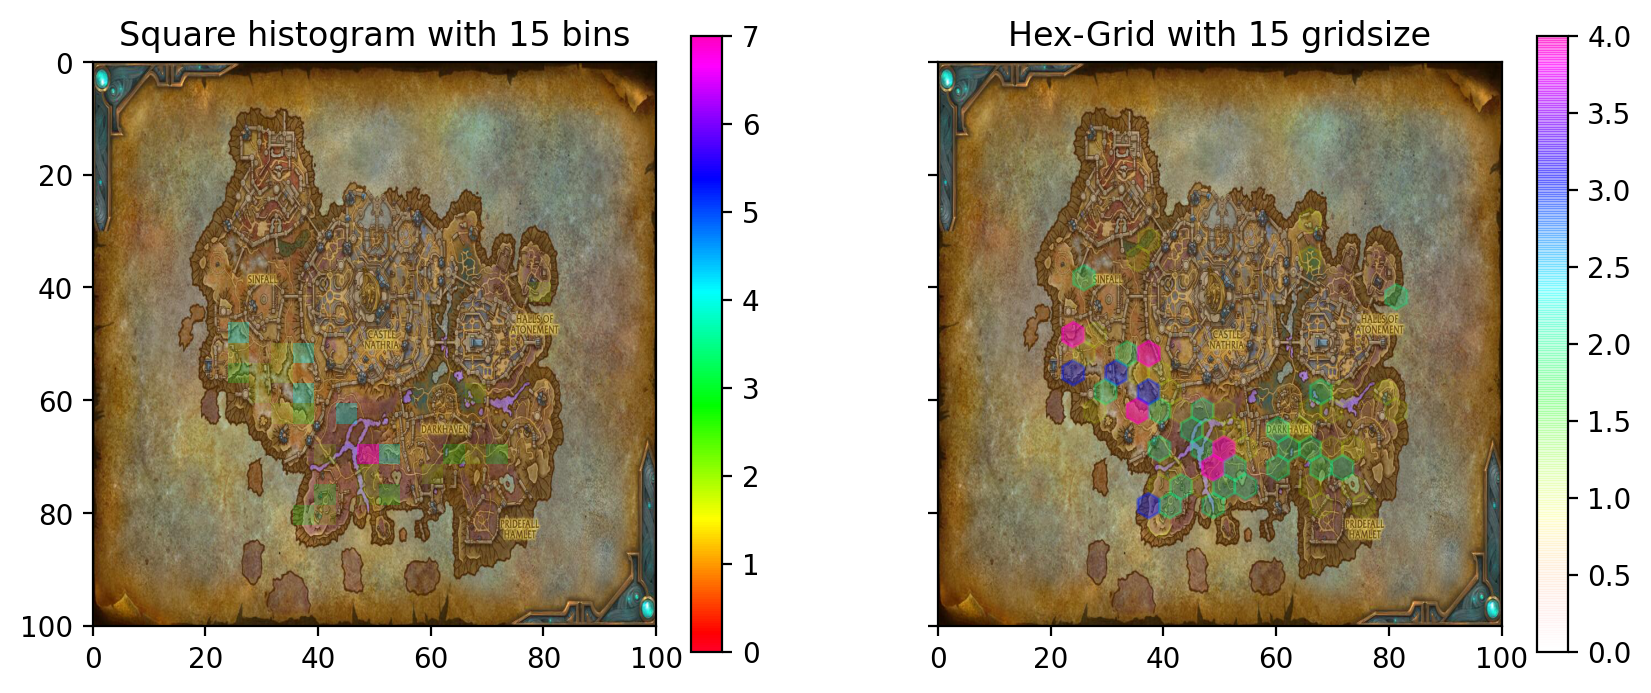 Square histogram with 15 bins
0
20
40
60
80
100
0
20
40
60
80
100
SINFALL
CASTLE
NATHRIA
HALLS OF
ATONEMENT
DARKHAVEN
PRIDEFALL
HAMLET
7
6
5
4
3
2
1
0
Hex-Grid with 15 gridsize
0
20
40
60
80
100
SINFALL
CASTLE
NATHRIA
HALLS OF
ATONEMENT
DARKHAVEN
PRIDEFALL
HAMLET
4.0
3.5
3.0
2.5
2.0
1.5
1.0
0.5
0.0